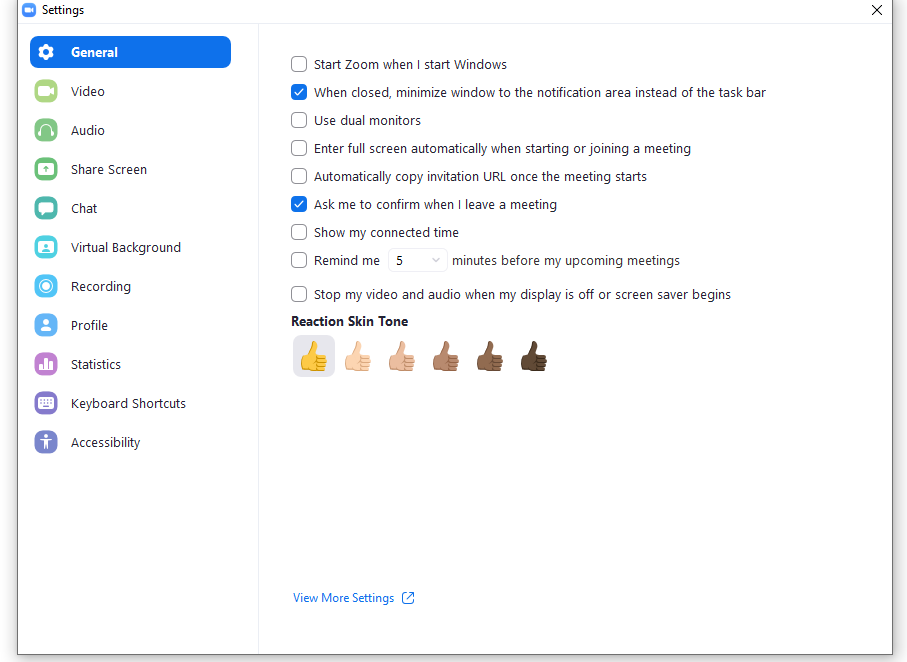 Settings
General
Video
Audio
Share Screen
Chat
Virtual Background
Recording
Profile
Statistics
Keyboard Shortcuts
Accessibility
Start Zoom when I start Windows
When closed, minimize window to the notification area instead of the task bar
Use dual monitors
Enter full screen automatically when starting or joining a meeting
Automatically copy invitation URL once the meeting starts
Ask me to confirm when I leave a meeting
Show my connected time
Remind me 5 minutes before my upcoming meetings
Stop my video and audio when my display is off or screen saver begins
Reaction Skin Tone
View More Settings